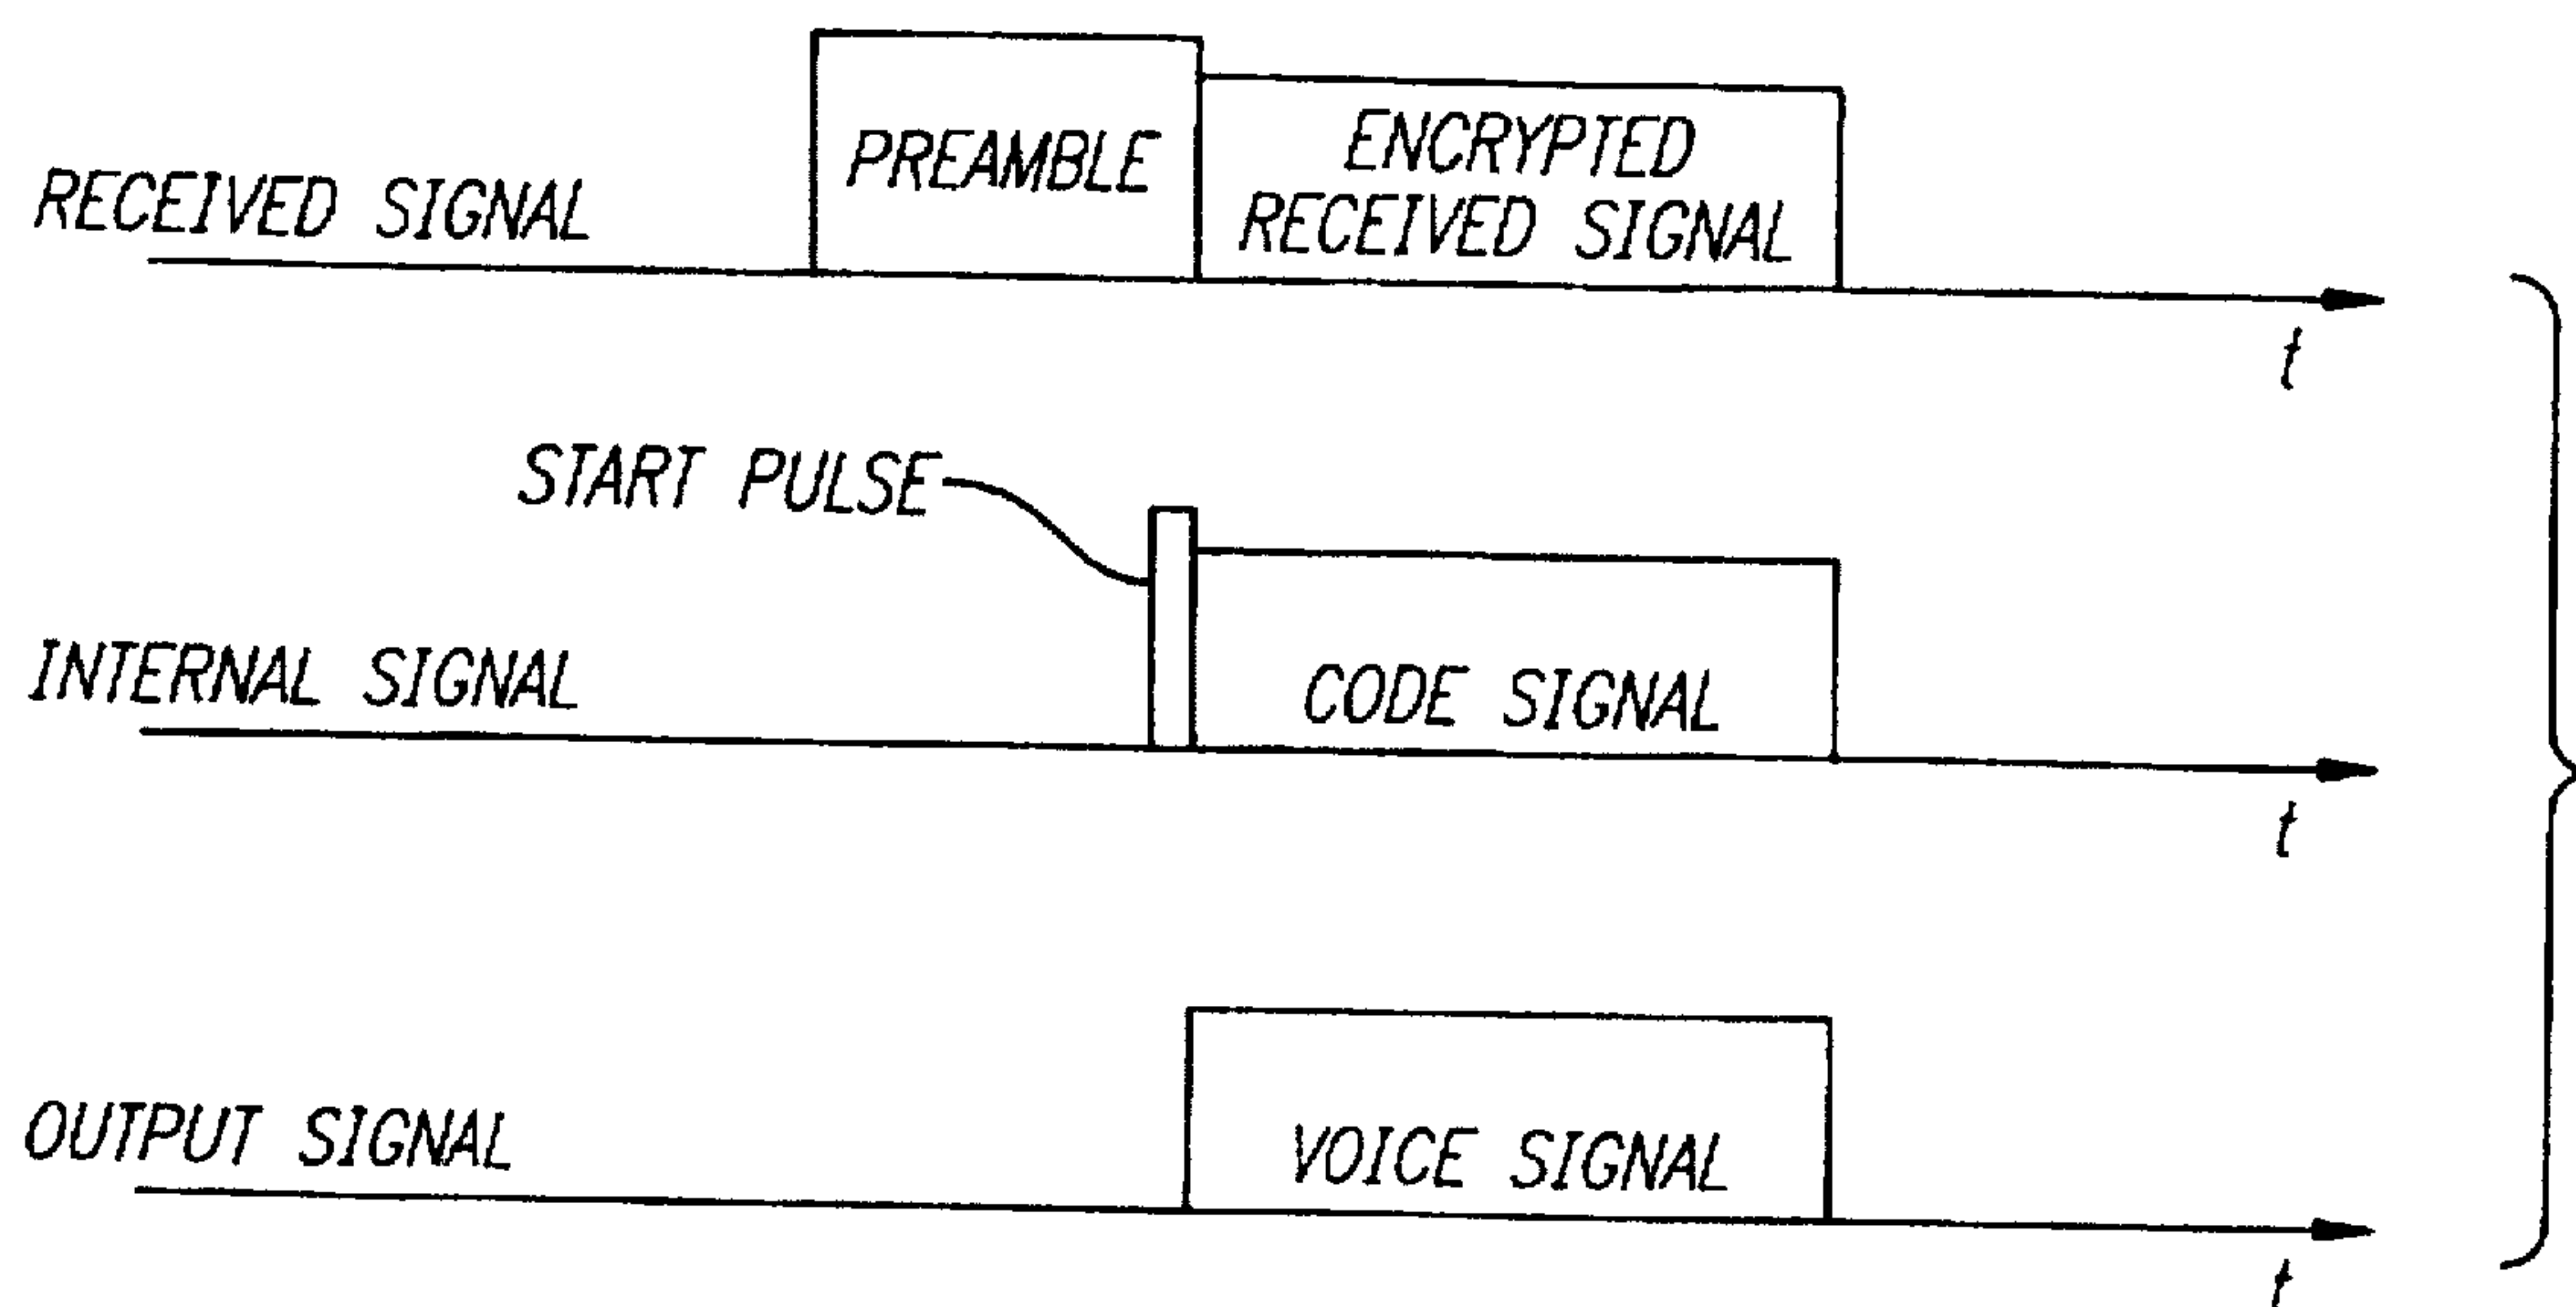 RECEIVED SIGNAL
PREAMBLE
ENCRYPTED
RECEIVED SIGNAL
t
START PULSE
INTERNAL SIGNAL
CODE SIGNAL
t
OUTPUT SIGNAL
VOICE SIGNAL
t